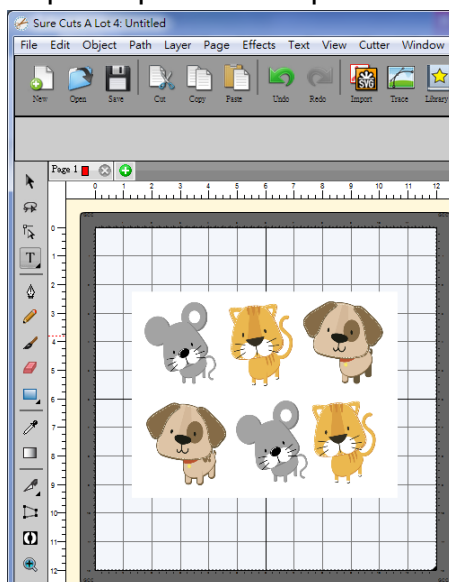 Sure Cuts A Lot 4: Untitled
File Edit Object Path Layer Page Effects Text View Cutter Window
SVG
New Open Save Cut Copy Paste Undo Redo Import Trace Library
Page 1
0 1 2 3 4 5 6 7 8 9 10 11 12
T
0
1
2
3
4
5
6
7
8
9
10
11
12